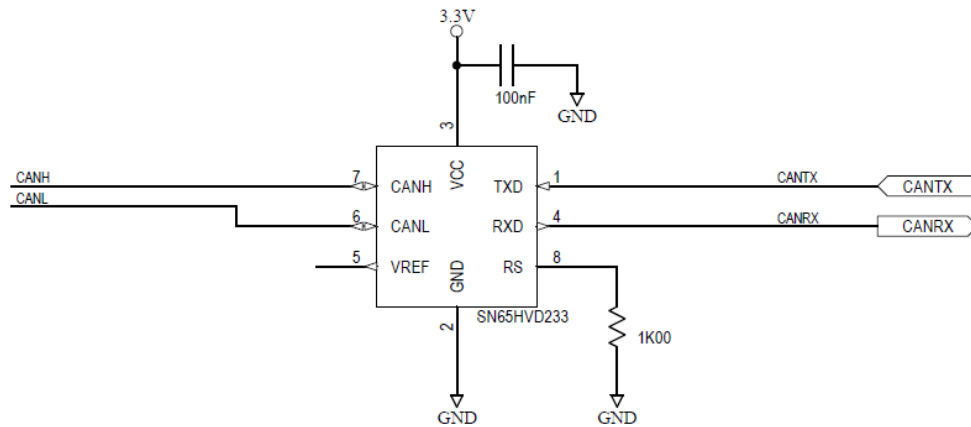 3.3V
100nF
GND
3
CANH
7
CANH
VCC
TXD
1
CANTX
CANTX
CANL
6
CANL
RXD
4
CANRX
CANRX
5
VREF
GND
RS
8
SN65HVD233
2
1K00
GND
GND